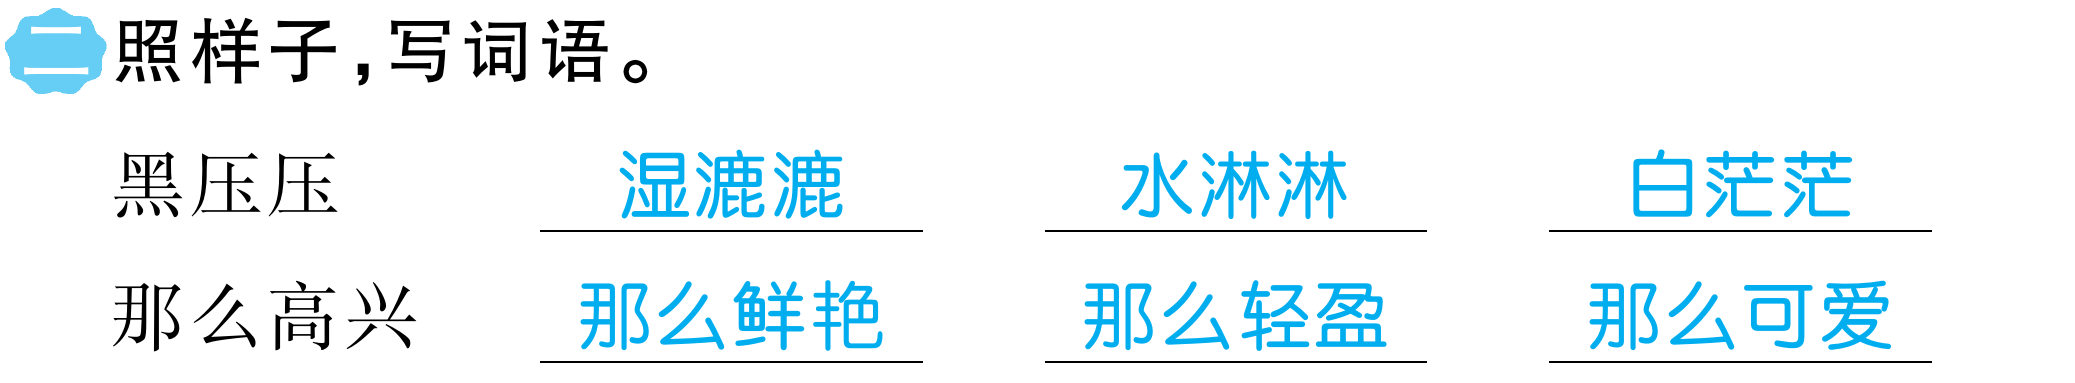 二 照样子,写词语。
黑压压 湿漉漉 水淋淋 白茫茫
那么高兴 那么鲜艳 那么轻盈 那么可爱